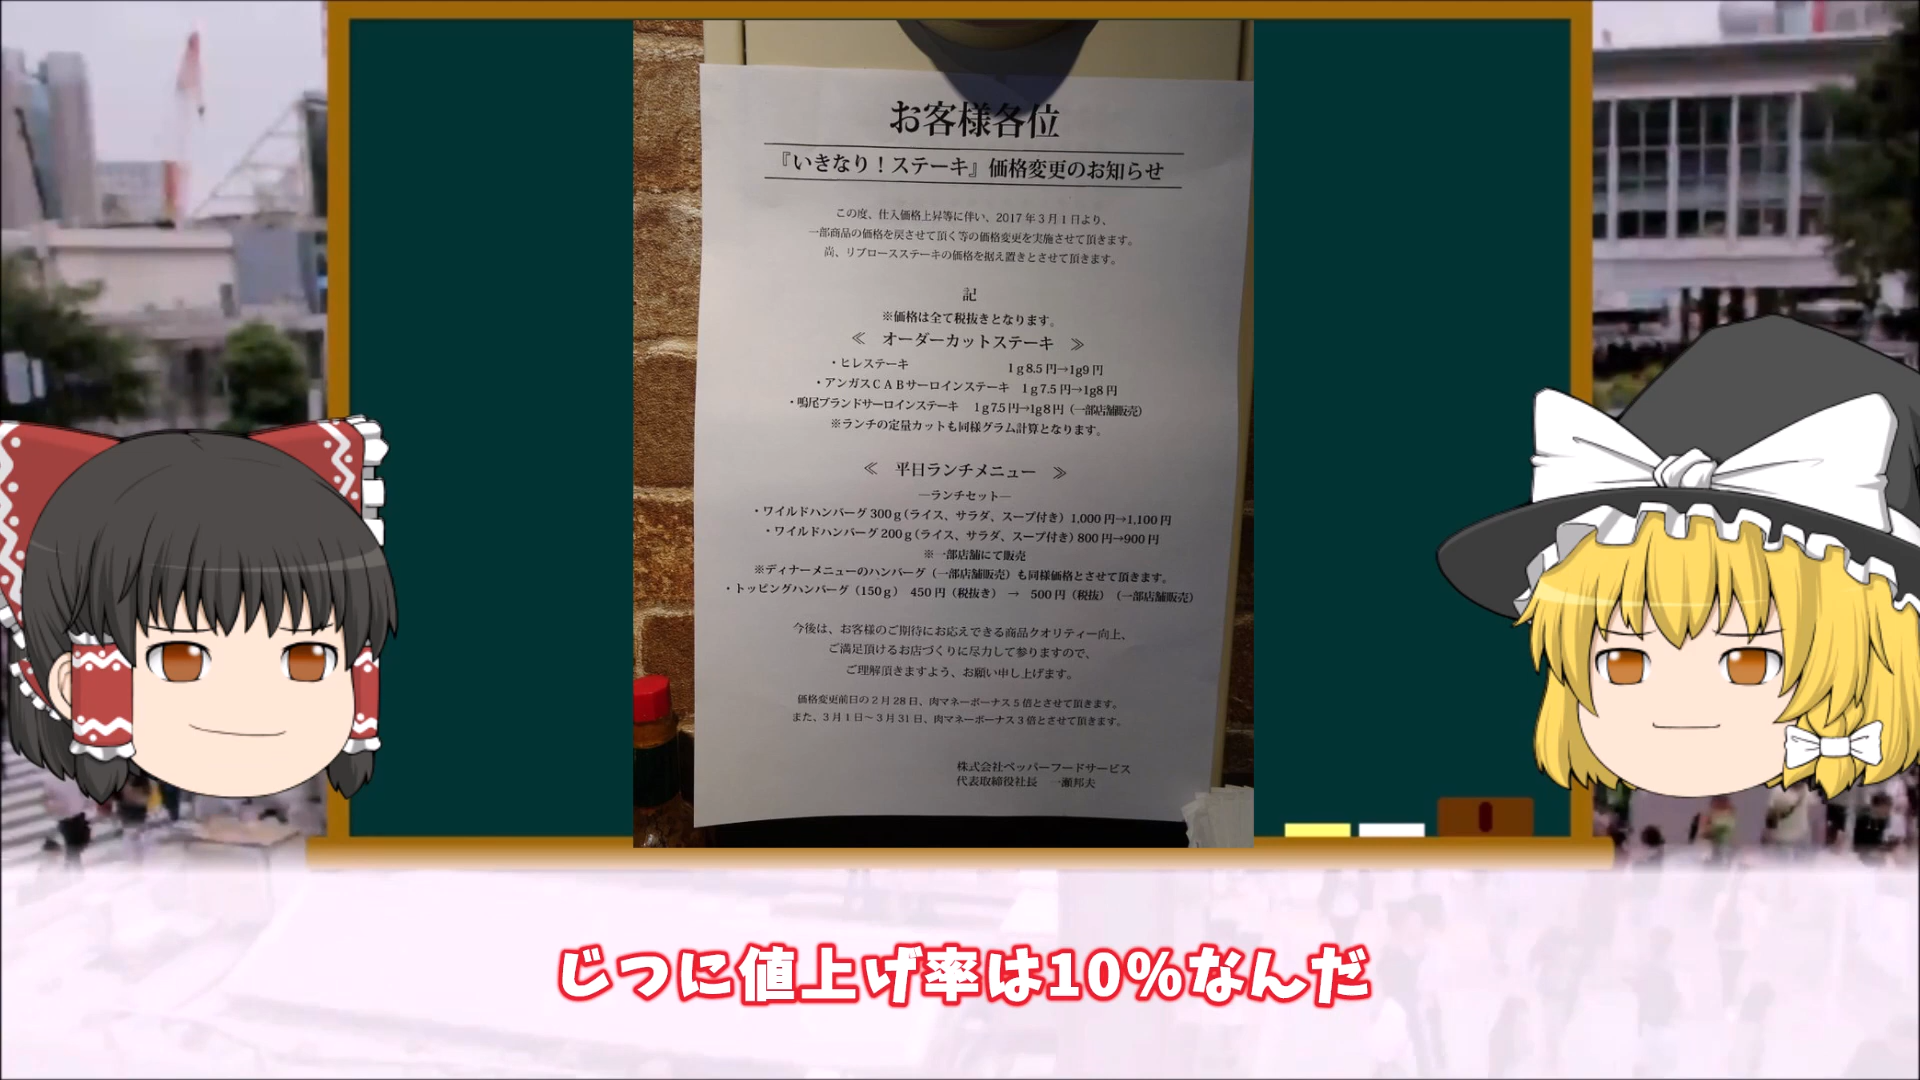 お客様各位
『いきなり！ステーキ』価格変更のお知らせ
この度、仕入価格上昇等に伴い、2017年3月1日より、
一部商品の価格を戻させて頂く等の価格変更を実施させて頂きます。
尚、リブロースステーキの価格を据え置きとさせて頂きます。
記
※価格は全て税抜きとなります。
≪　オーダーカットステーキ　≫
・ヒレステーキ　1ｇ8.5円→1g9円
・アンガスＣＡＢサーロインステーキ　1ｇ7.5円→1g8円
・鳴尾ブランドサーロインステーキ　1ｇ7.5円→1g8円（一部店舗販売）
※ランチの定量カットも同様グラム計算となります。
≪　平日ランチメニュー　≫
―ランチセット―
・ワイルドハンバーグ300ｇ（ライス、サラダ、スープ付き）1,000円→1,100円
・ワイルドハンバーグ200ｇ（ライス、サラダ、スープ付き）800円→900円
※一部店舗にて販売
※ディナーメニューのハンバーグ（一部店舗販売）も同様価格とさせて頂きます。
・トッピングハンバーグ（150ｇ）　450円（税抜き）　→　500円（税抜）（一部店舗販売）
今後は、お客様のご期待にお応えできる商品クオリティー向上、
ご満足頂けるお店づくりに尽力して参りますので、
ご理解頂きますよう、お願い申し上げます。
価格変更前日の2月28日、肉マネーボーナス5倍とさせて頂きます。
また、3月1日～3月31日、肉マネーボーナス3倍とさせて頂きます。
株式会社ペッパーフードサービス
代表取締役社長　一瀬邦夫
じつに値上げ率は10%なんだ